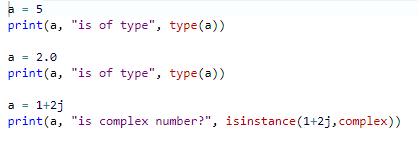 a = 5
print(a, "is of type", type(a))
a = 2.0
print(a, "is of type", type(a))
a = 1+2j
print(a, "is complex number?", isinstance(1+2j,complex))